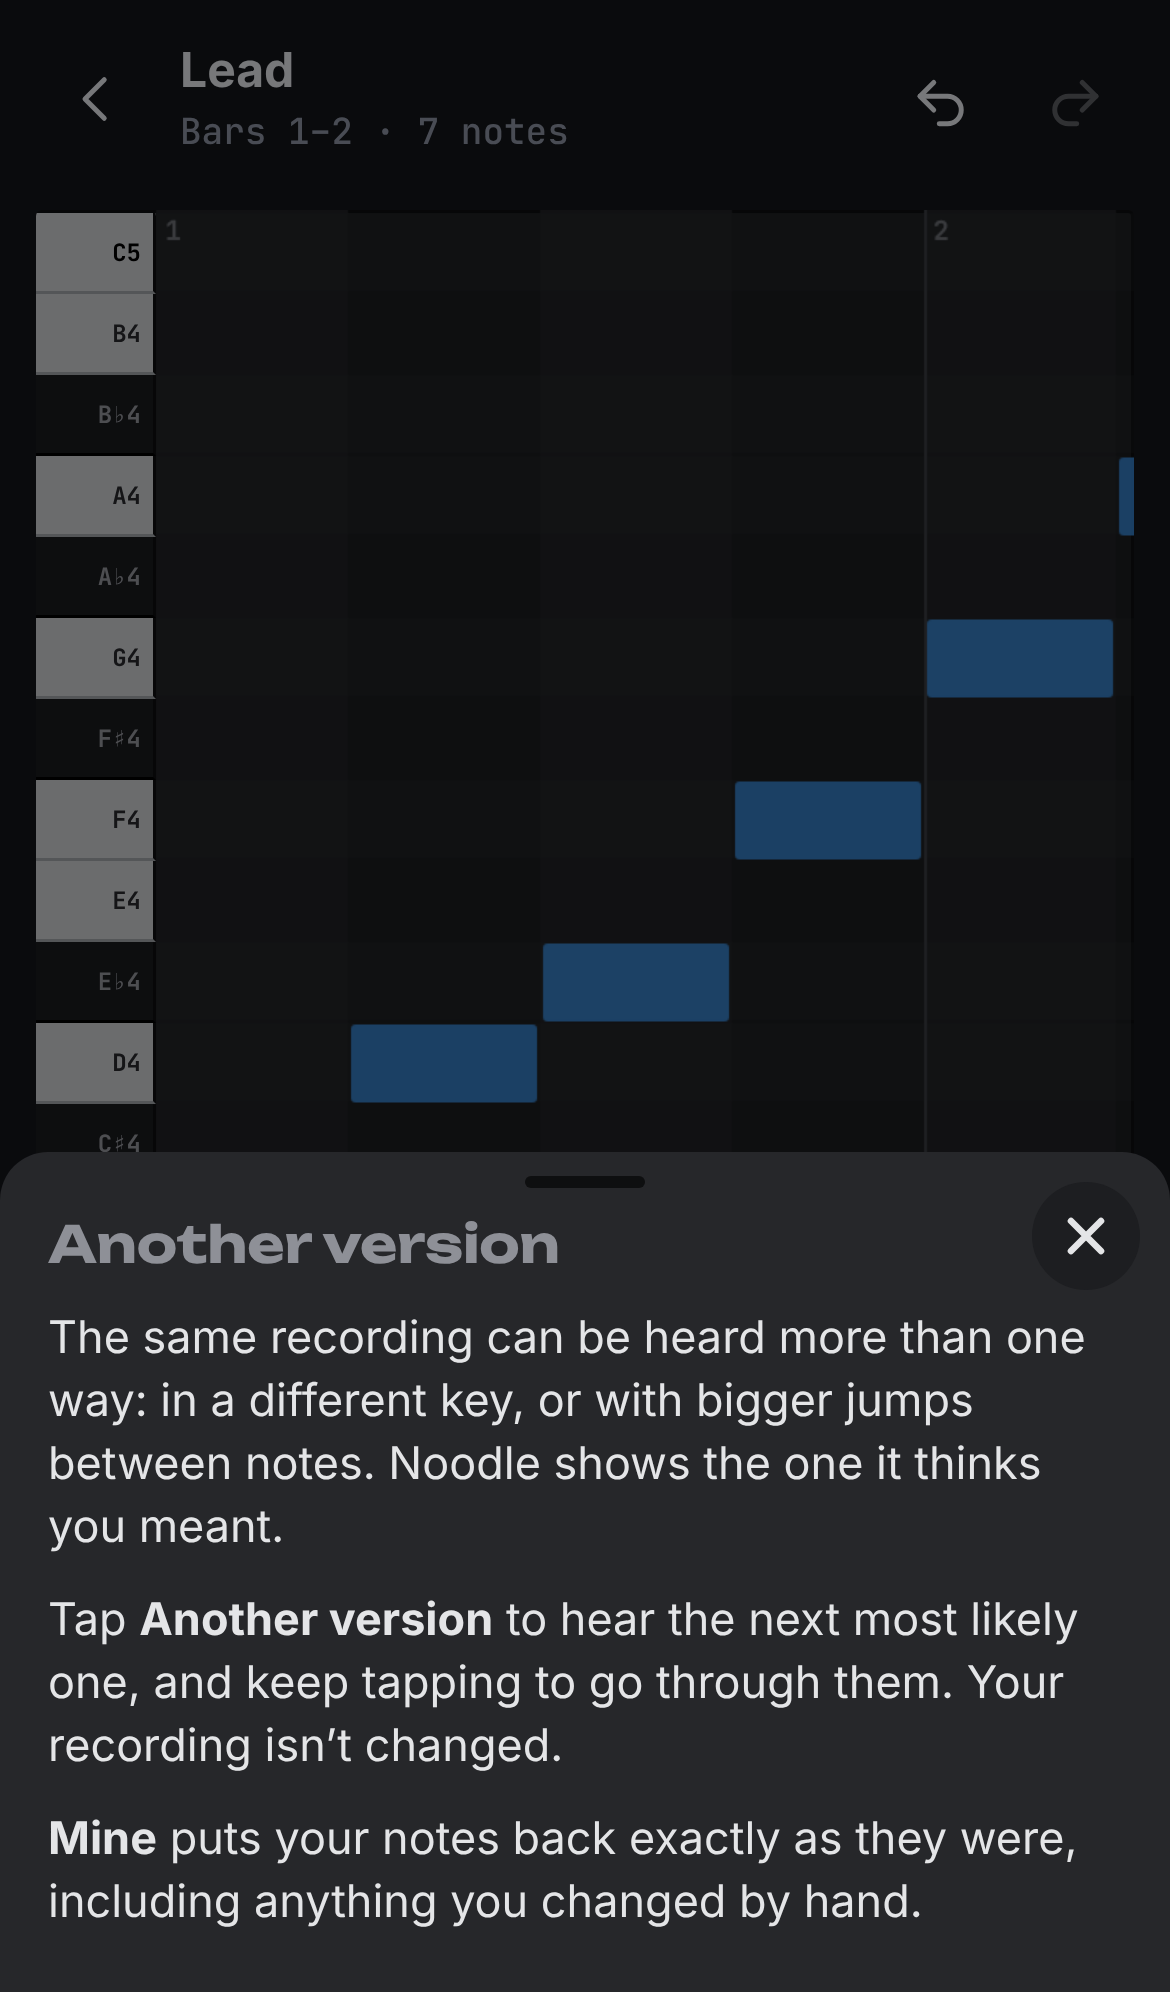 Lead
Bars 1–2 · 7 notes
1
2
C5
B4
B♭4
A4
A♭4
G4
F♯4
F4
E4
E♭4
D4
C♯4
Another version
The same recording can be heard more than one
way: in a different key, or with bigger jumps
between notes. Noodle shows the one it thinks
you meant.
Tap Another version to hear the next most likely
one, and keep tapping to go through them. Your
recording isn’t changed.
Mine puts your notes back exactly as they were,
including anything you changed by hand.